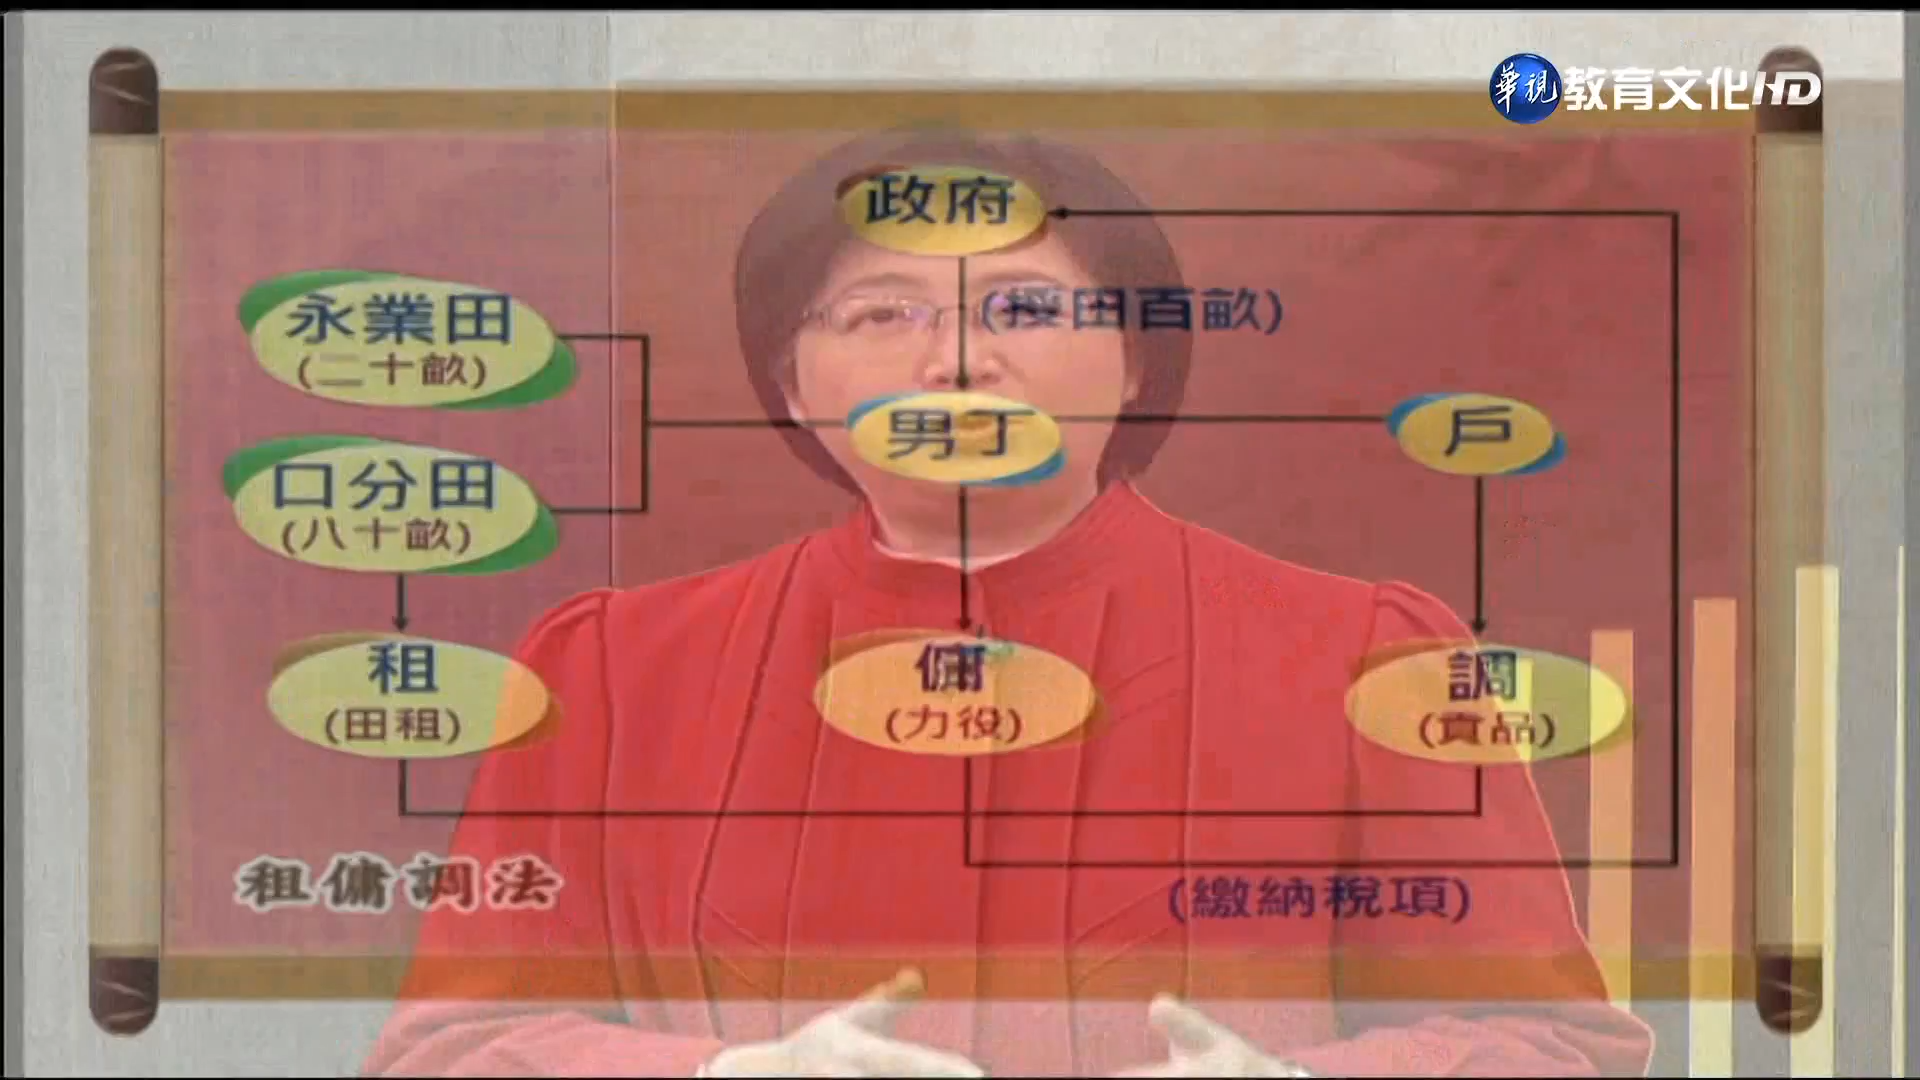 華視 教育文化HD
政府
(授田百畝)
永業田
(二十畝)
男丁
戶
口分田
(八十畝)
租
(田租)
傭
(力役)
調
(貢品)
租傭調法
(繳納稅項)